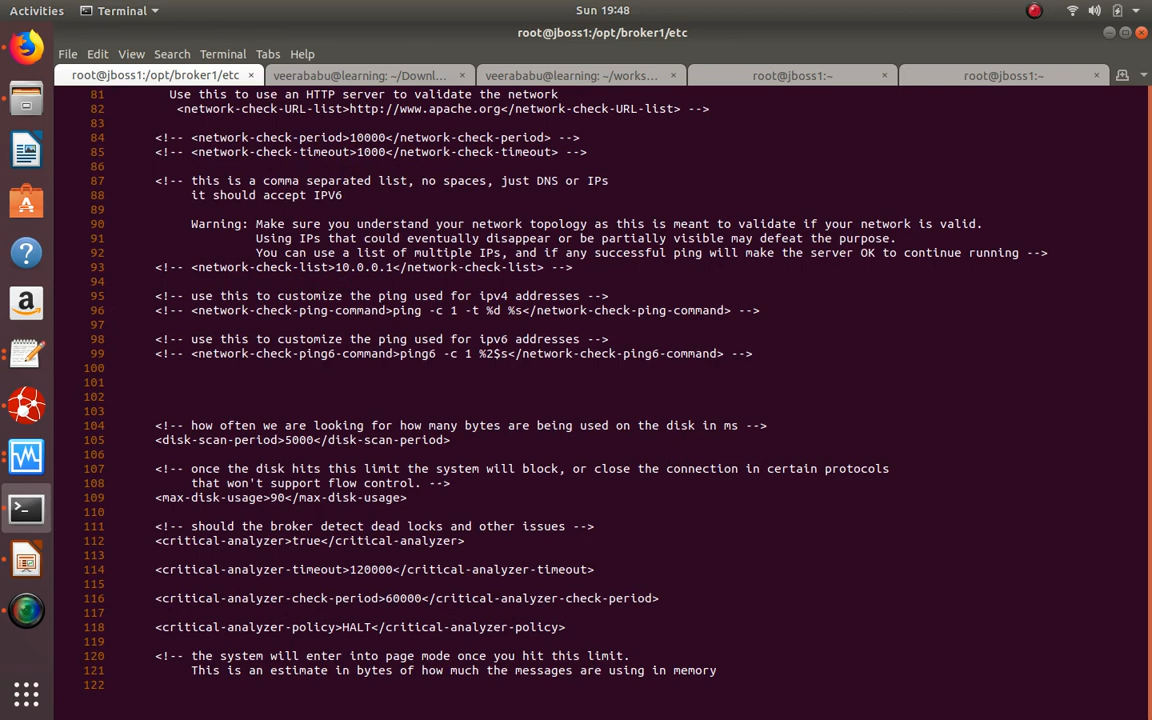 Activities
Terminal
Sun 19:48
root@jboss1:/opt/broker1/etc
File Edit View Search Terminal Tabs Help
root@jboss1:/opt/broker1/etc × veerababu@learning: ~/Downl... × veerababu@learning: ~/works... × root@jboss1:~ × root@jboss1:~ ×
81 Use this to use an HTTP server to validate the network
82 <network-check-URL-list>http://www.apache.org</network-check-URL-list> -->
83
84 <!-- <network-check-period>10000</network-check-period> -->
85 <!-- <network-check-timeout>1000</network-check-timeout> -->
86
87 <!-- this is a comma separated list, no spaces, just DNS or IPs
88 it should accept IPV6
89
90 Warning: Make sure you understand your network topology as this is meant to validate if your network is valid.
91 Using IPs that could eventually disappear or be partially visible may defeat the purpose.
92 You can use a list of multiple IPs, and if any successful ping will make the server OK to continue running -->
93 <!-- <network-check-list>10.0.0.1</network-check-list> -->
94
95 <!-- use this to customize the ping used for ipv4 addresses -->
96 <!-- <network-check-ping-command>ping -c 1 -t %d %s</network-check-ping-command> -->
97
98 <!-- use this to customize the ping used for ipv6 addresses -->
99 <!-- <network-check-ping6-command>ping6 -c 1 %2$s</network-check-ping6-command> -->
100
101
102
103
104 <!-- how often we are looking for how many bytes are being used on the disk in ms -->
105 <disk-scan-period>5000</disk-scan-period>
106
107 <!-- once the disk hits this limit the system will block, or close the connection in certain protocols
108 that won't support flow control. -->
109 <max-disk-usage>90</max-disk-usage>
110
111 <!-- should the broker detect dead locks and other issues -->
112 <critical-analyzer>true</critical-analyzer>
113
114 <critical-analyzer-timeout>120000</critical-analyzer-timeout>
115
116 <critical-analyzer-check-period>60000</critical-analyzer-check-period>
117
118 <critical-analyzer-policy>HALT</critical-analyzer-policy>
119
120 <!-- the system will enter into page mode once you hit this limit.
121 This is an estimate in bytes of how much the messages are using in memory
122